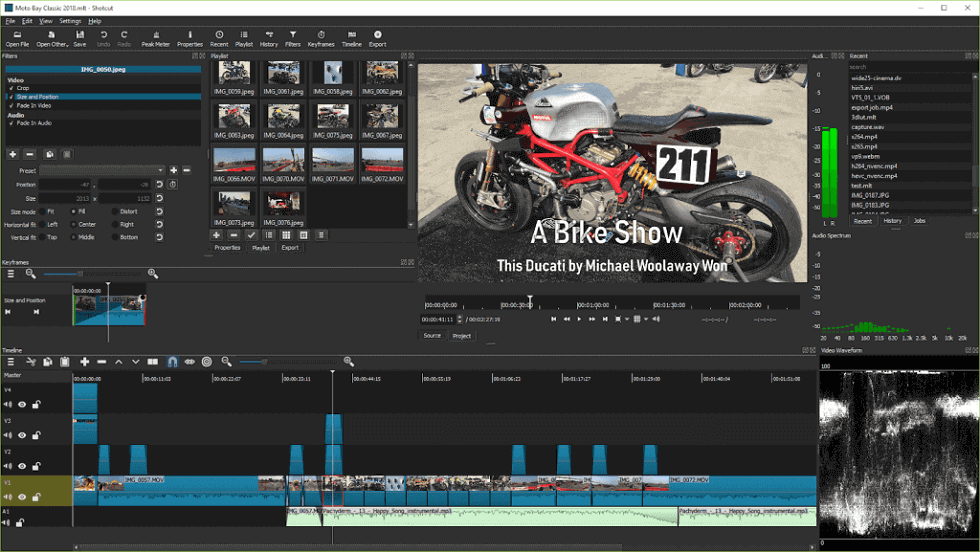 Moto Bay Classic 2018.mlt - Shotcut
File Edit View Settings Help
Open File Open Other... Save Undo Redo Peak Meter Properties Recent Playlist History Filters Keyframes Timeline Export
Filters
IMG_0050.jpeg
Video
Crop
Size and Position
Fade In Video
Audio
Fade In Audio
Preset
Position
Size 2013 x 1132
Size mode Fit Fill Distort
Horizontal fit Left Center Right
Vertical fit Top Middle Bottom
Playlist
IMG_0059.jpeg IMG_0061.jpeg IMG_0058.jpeg IMG_0062.jpeg
IMG_0063.jpeg IMG_0064.jpeg IMG_0075.jpeg IMG_0067.jpeg
IMG_0066.MOV IMG_0070.MOV IMG_0071.MOV IMG_0072.MOV
IMG_0073.jpeg IMG_0076.jpeg
Properties Playlist Export
211
A Bike Show
This Ducati by Michael Woolaway Won
00:00:00:00 00:00:30:00 00:01:00:00 00:01:30:00 00:02:00:00
00:00:41:11 / 00:02:27:16
Source Project
Audi...
0
-5
-10
-15
-20
-25
-30
-35
-40
-50
L R
Recent
search
wide25-cinema.dv
hiri5.avi
VTS_01_1.VOB
export job.mp4
3dlut.mlt
capture.wav
x264.mp4
x265.mp4
vp9.webm
h264_nvenc.mp4
hevc_nvenc.mp4
test.mlt
IMG_0187.JPG
IMG_0183.JPG
Recent History Jobs
Audio Spectrum
-5
-10
-15
-20
-25
-30
-35
-50
20 40 80 160 315 630 1.3k 2.5k 5k 10k 20k
Keyframes
00:00:00:00
Size and Position
Timeline
Master
00:00:00:00 00:00:11:03 00:00:22:07 00:00:33:11 00:00:44:15 00:00:55:19 00:01:06:23 00:01:17:27 00:01:29:00 00:01:40:04 00:01:51:08
V4
V3
V2
V1
IMG_0057.MOV
IMG_0072.MOV
A1
IMG_0057.M
Pachyderm_-_13_-_Happy_Song_instrumental.mp3
Pachyderm_-_13_-_Happy_Song_instrumental.mp3
Video Waveform
100
0